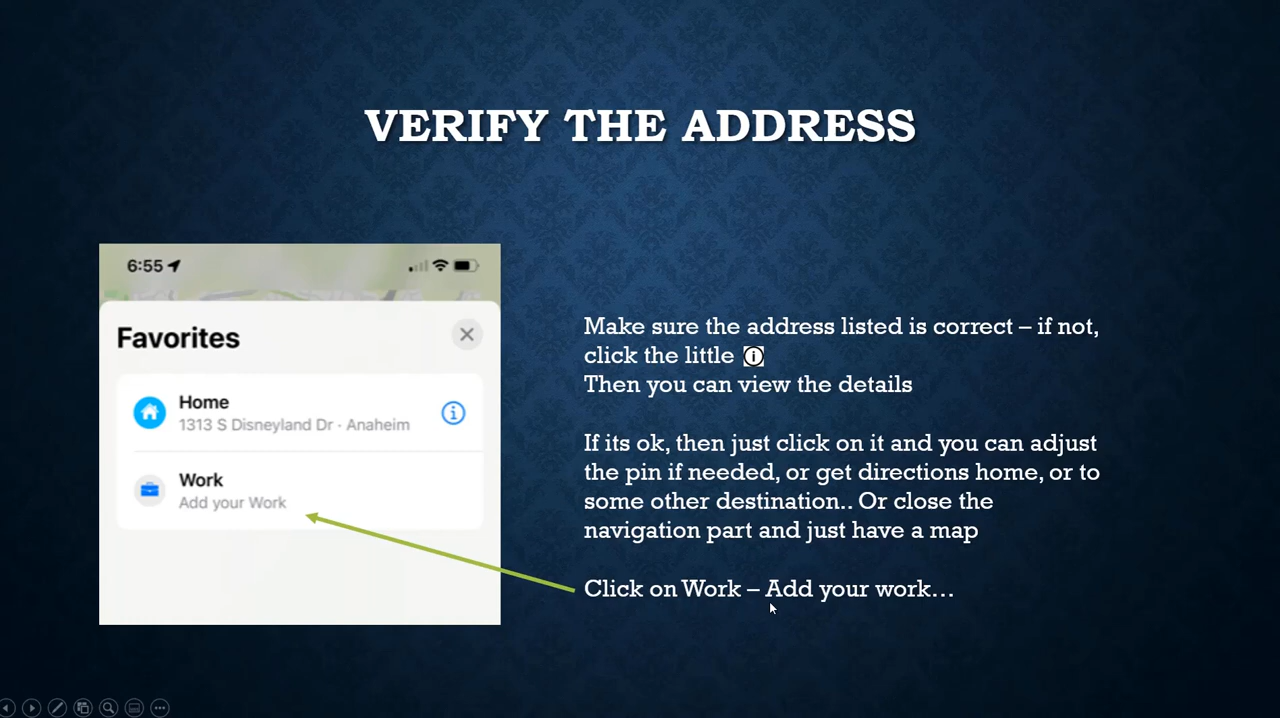 VERIFY THE ADDRESS
6:55
Favorites
Home
1313 S Disneyland Dr · Anaheim
Work
Add your Work
Make sure the address listed is correct – if not,
click the little
Then you can view the details
If its ok, then just click on it and you can adjust
the pin if needed, or get directions home, or to
some other destination.. Or close the
navigation part and just have a map
Click on Work – Add your work...